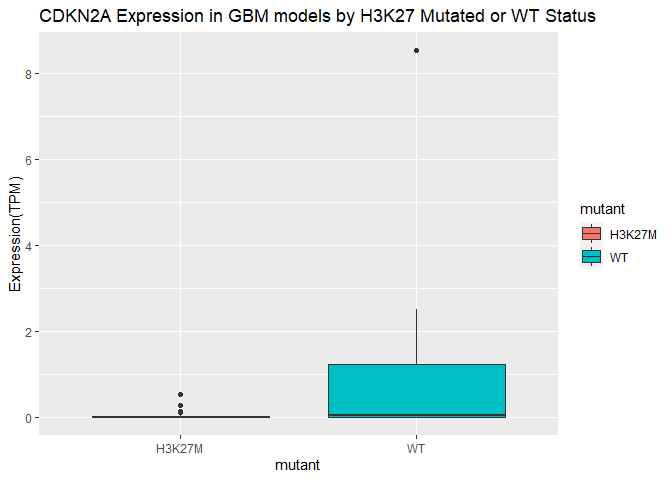 CDKN2A Expression in GBM models by H3K27 Mutated or WT Status
8
6
4
2
0
Expression(TPM)
H3K27M
WT
mutant
mutant
H3K27M
WT